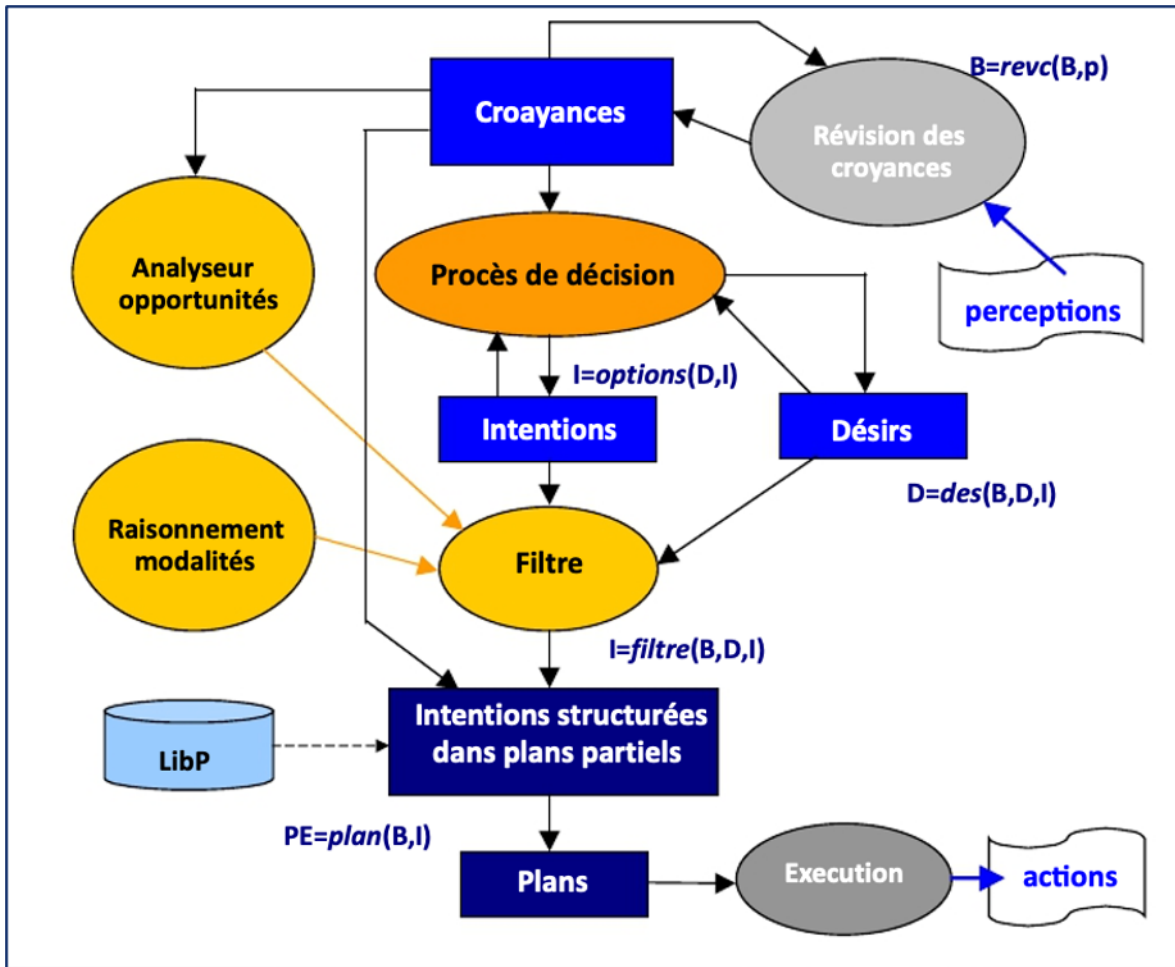 B=revc(B,p)
Croayances
Révision des
croyances
Analyseur
opportunités
Procès de décision
perceptions
I=options(D,I)
Intentions
Désirs
D=des(B,D,I)
Raisonnement
modalités
Filtre
I=filtre(B,D,I)
Intentions structurées
dans plans partiels
LibP
PE=plan(B,I)
Plans
Execution
actions